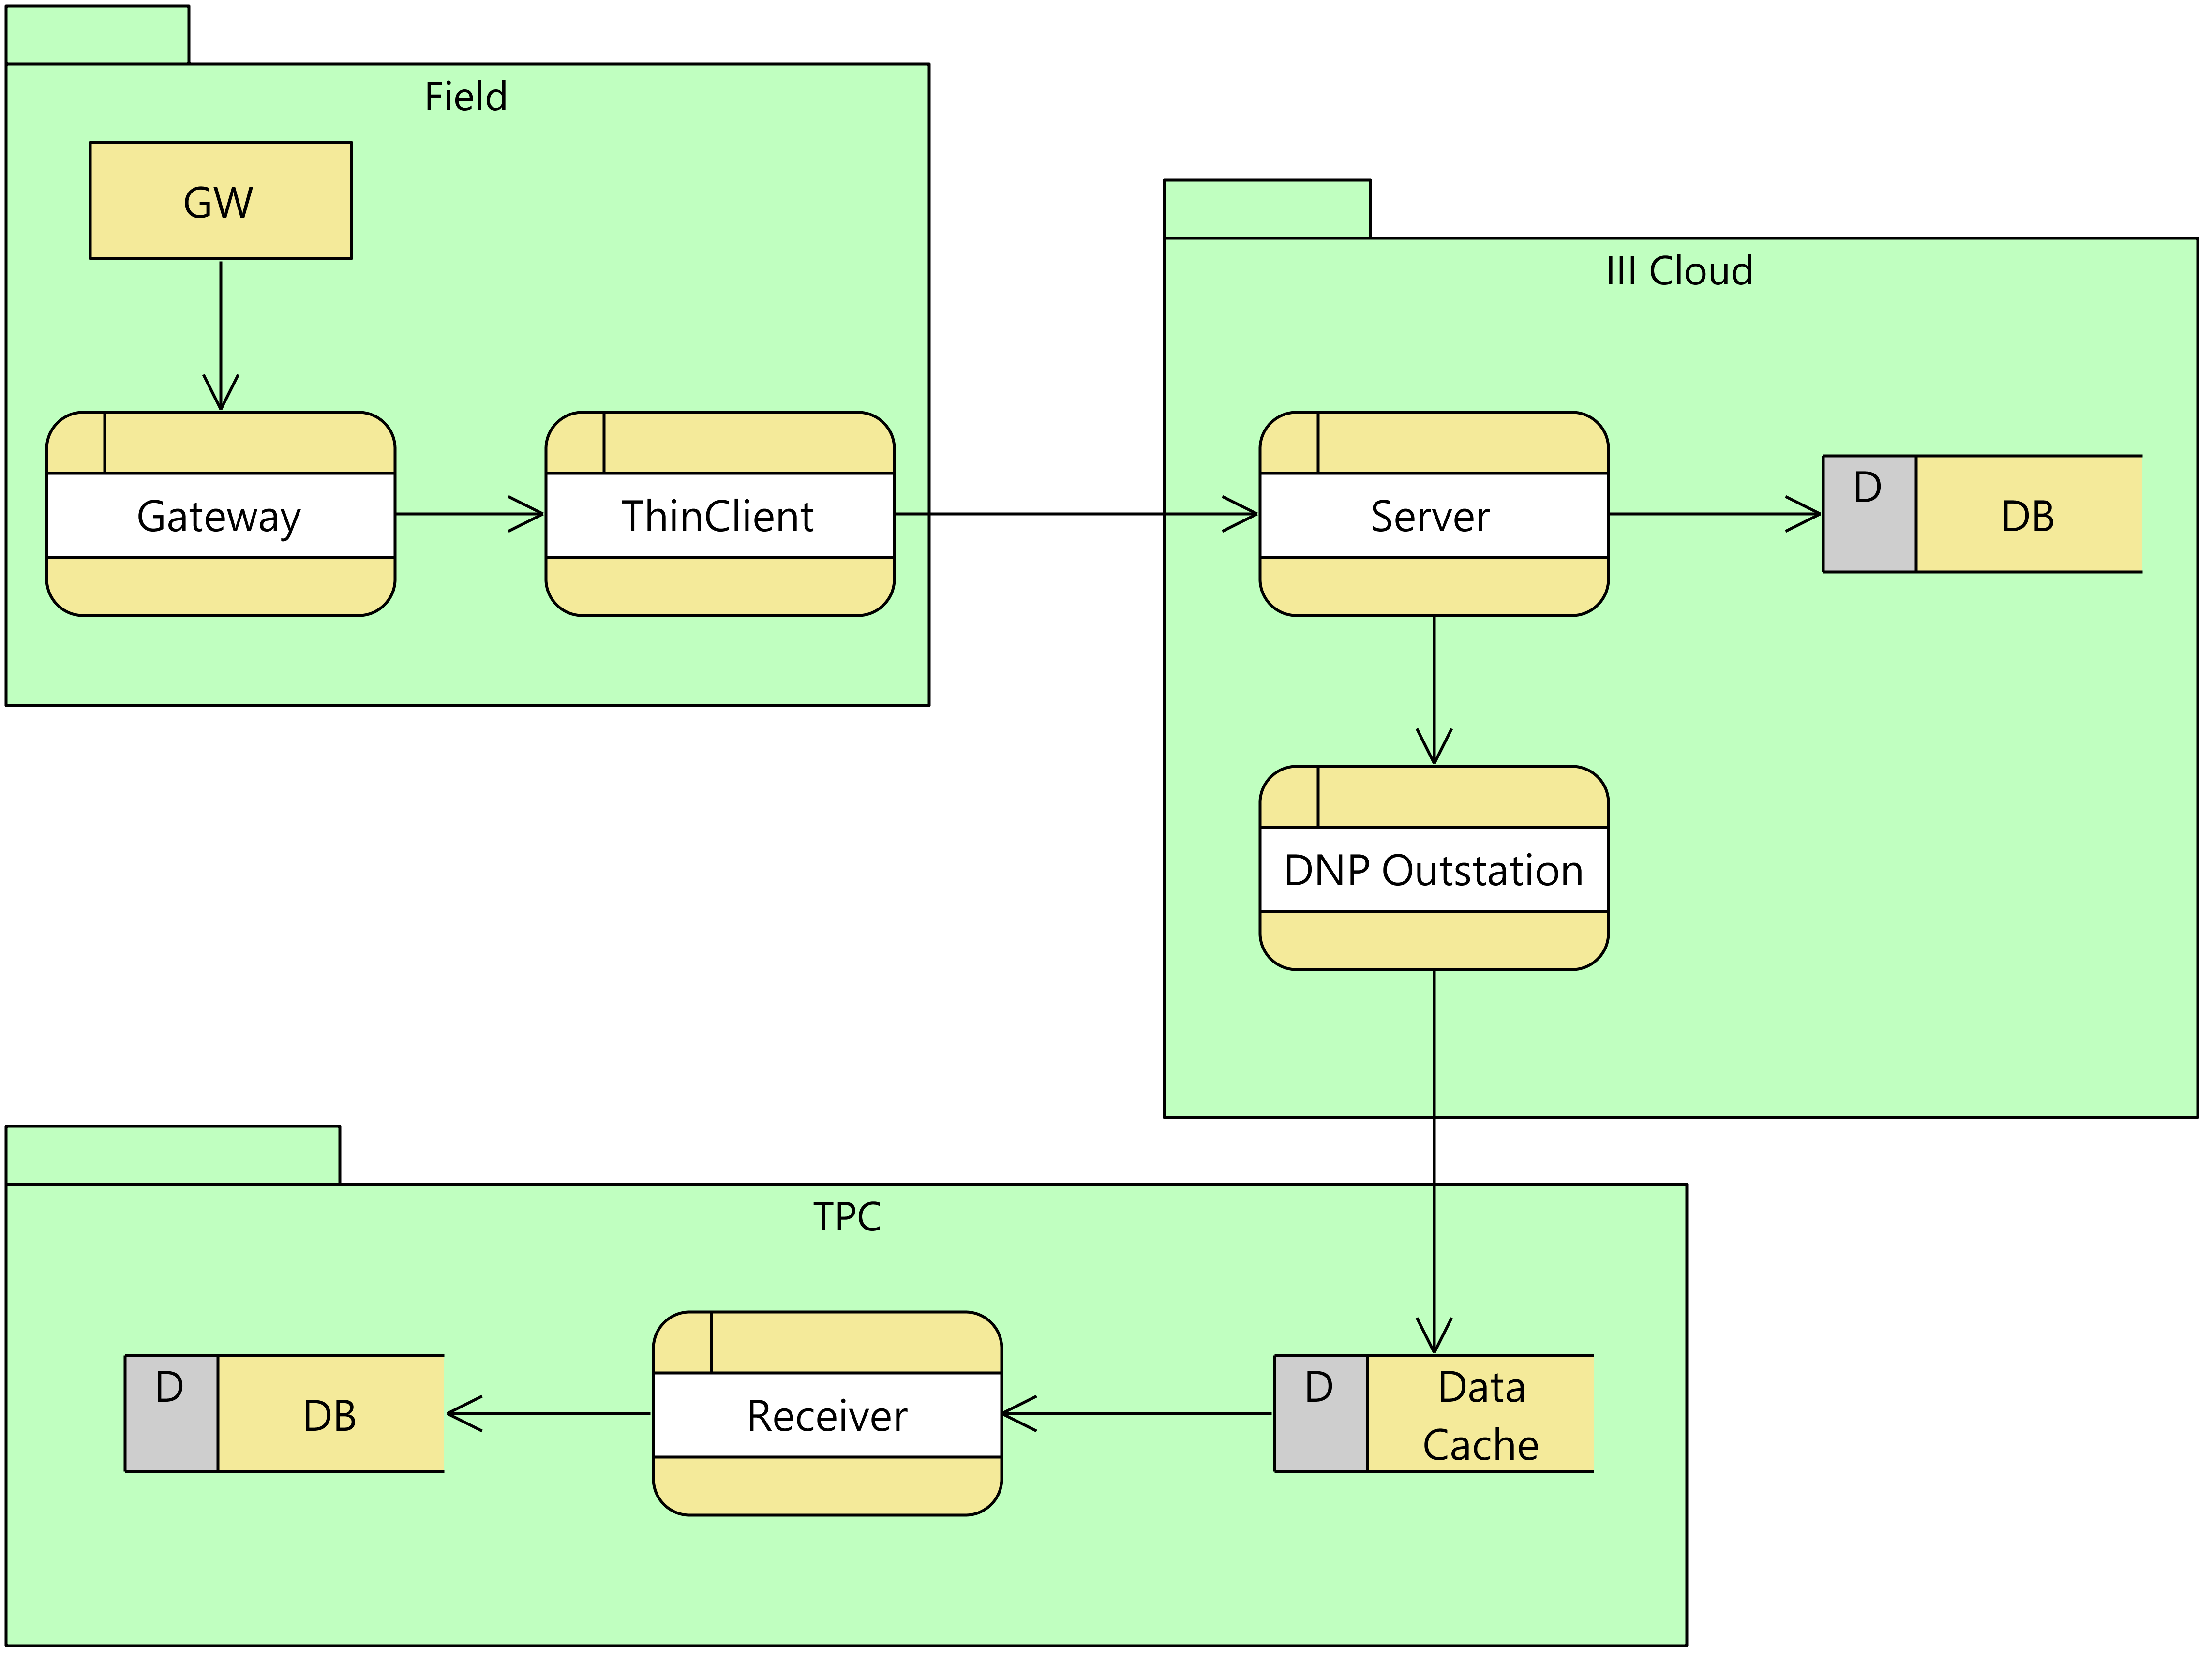 Field
GW
Gateway
ThinClient
III Cloud
Server
D
DB
DNP Outstation
TPC
D
DB
Receiver
D
Data
Cache